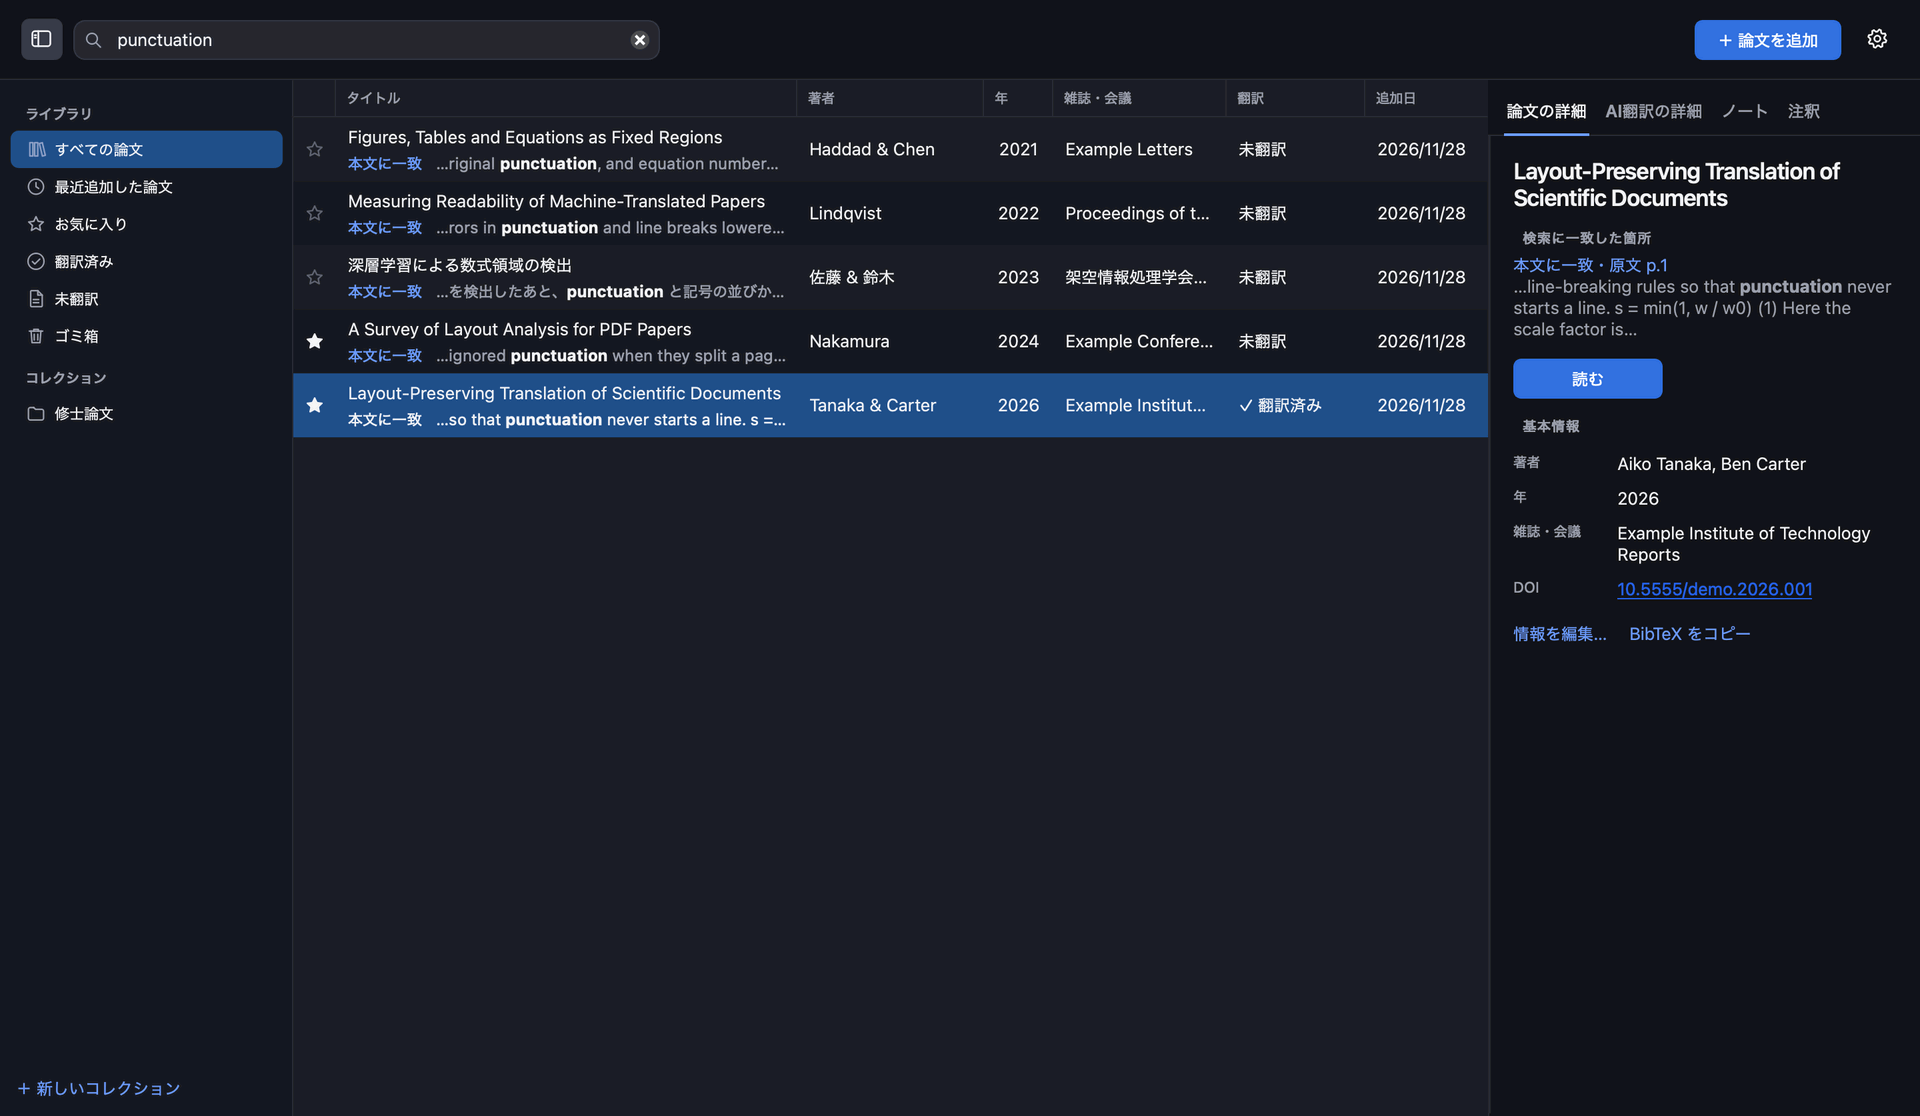 punctuation
+ 論文を追加
ライブラリ
すべての論文
最近追加した論文
お気に入り
翻訳済み
未翻訳
ゴミ箱
コレクション
修士論文
+ 新しいコレクション
タイトル 著者 年 雑誌・会議 翻訳 追加日
Figures, Tables and Equations as Fixed Regions
本文に一致 ...riginal punctuation, and equation number...
Haddad & Chen 2021 Example Letters 未翻訳 2026/11/28
Measuring Readability of Machine-Translated Papers
本文に一致 ...rors in punctuation and line breaks lowere...
Lindqvist 2022 Proceedings of t... 未翻訳 2026/11/28
深層学習による数式領域の検出
本文に一致 ...を検出したあと、punctuation と記号の並びか...
佐藤 & 鈴木 2023 架空情報処理学会... 未翻訳 2026/11/28
A Survey of Layout Analysis for PDF Papers
本文に一致 ...ignored punctuation when they split a pag...
Nakamura 2024 Example Confere... 未翻訳 2026/11/28
Layout-Preserving Translation of Scientific Documents
本文に一致 ...so that punctuation never starts a line. s =...
Tanaka & Carter 2026 Example Institut... ✓ 翻訳済み 2026/11/28
論文の詳細 AI翻訳の詳細 ノート 注釈
Layout-Preserving Translation of
Scientific Documents
検索に一致した箇所
本文に一致・原文 p.1
...line-breaking rules so that punctuation never
starts a line. s = min(1, w / w0) (1) Here the
scale factor is...
読む
基本情報
著者 Aiko Tanaka, Ben Carter
年 2026
雑誌・会議 Example Institute of Technology
Reports
DOI 10.5555/demo.2026.001
情報を編集... BibTeX をコピー